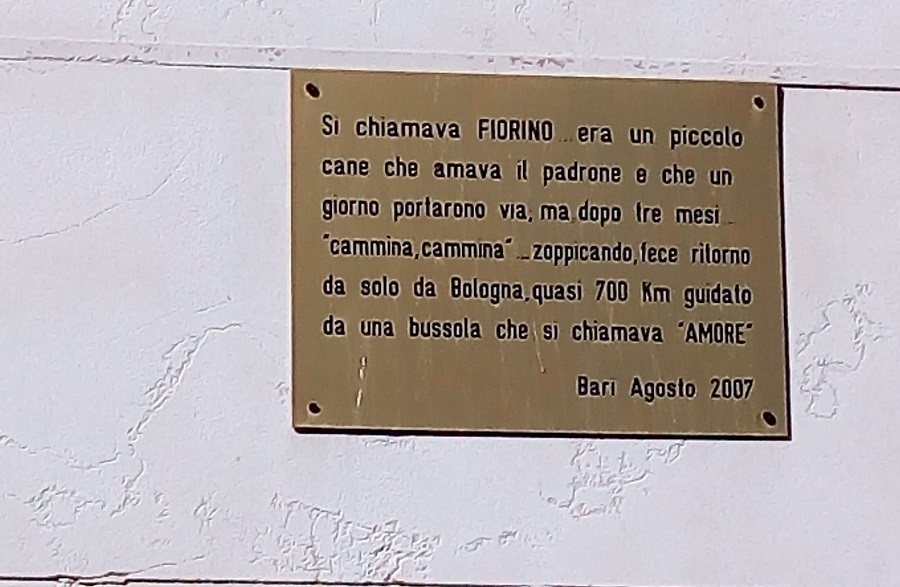 Si chiamava FIORINO...era un piccolo
cane che amava il padrone e che un
giorno portarono via, ma dopo tre mesi...
"cammina,cammina"...zoppicando,fece ritorno
da solo da Bologna,quasi 700 Km guidato
da una bussola che si chiamava "AMORE"
Bari Agosto 2007